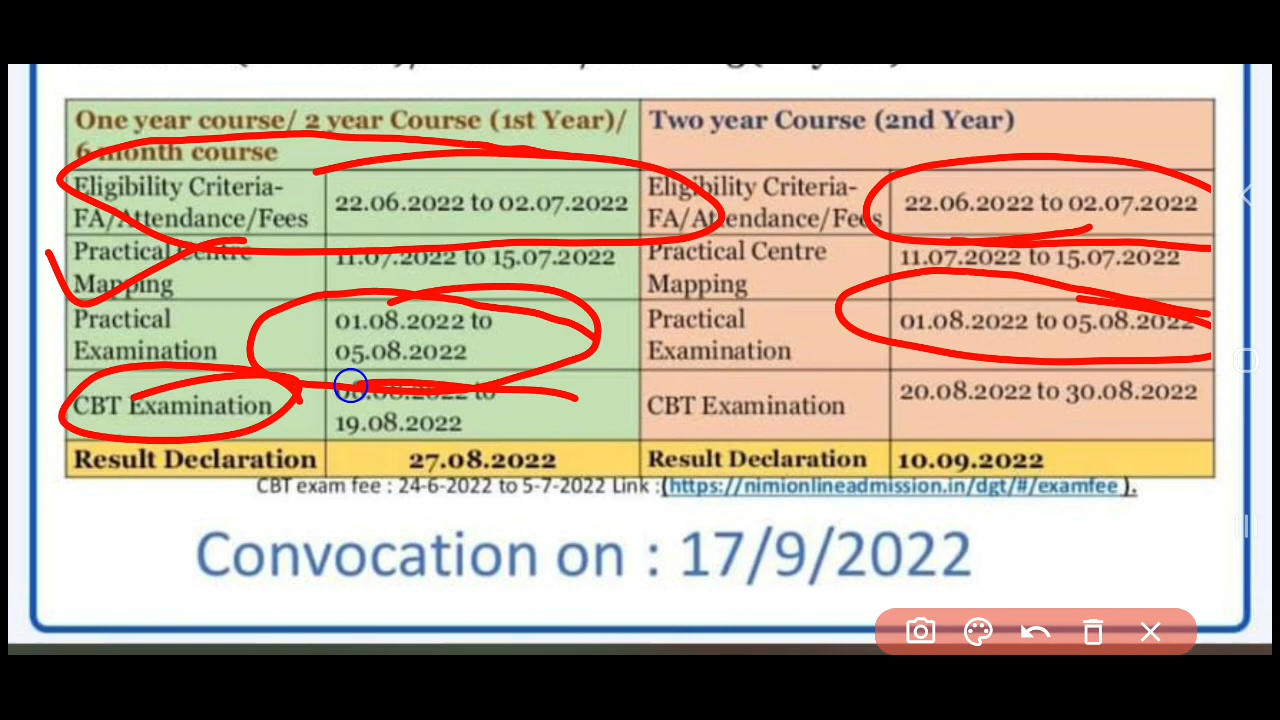 One year course/ 2 year Course (1st Year)/
6 month course
Two year Course (2nd Year)
Eligibility Criteria-
FA/Attendance/Fees
22.06.2022 to 02.07.2022
Eligibility Criteria-
FA/Attendance/Fees
22.06.2022 to 02.07.2022
Practical Centre
Mapping
11.07.2022 to 15.07.2022
Practical Centre
Mapping
11.07.2022 to 15.07.2022
Practical
Examination
01.08.2022 to
05.08.2022
Practical
Examination
01.08.2022 to 05.08.2022
CBT Examination
to
19.08.2022
CBT Examination
20.08.2022 to 30.08.2022
Result Declaration
27.08.2022
Result Declaration
10.09.2022
CBT exam fee : 24-6-2022 to 5-7-2022 Link :(https://nimionlineadmission.in/dgt/#/examfee ).
Convocation on : 17/9/2022